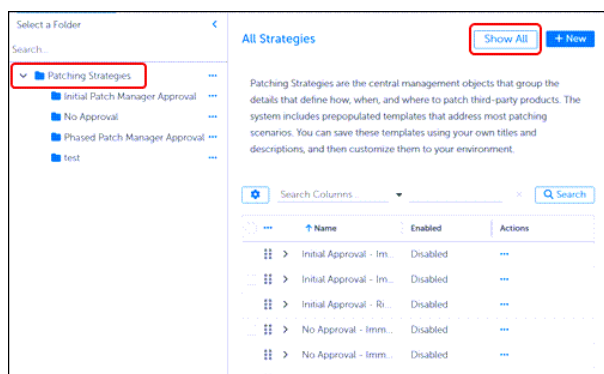 Select a Folder
Search...
Patching Strategies
Initial Patch Manager Approval
No Approval
Phased Patch Manager Approval
test
All Strategies
Show All
+ New
Patching Strategies are the central management objects that group the
details that define how, when, and where to patch third-party products. The
system includes prepopulated templates that address most patching
scenarios. You can save these templates using your own titles and
descriptions, and then customize them to your environment.
Search Columns...
Search
Name Enabled Actions
Initial Approval - Im... Disabled
Initial Approval - Im... Disabled
Initial Approval - Ri... Disabled
No Approval - Imm... Disabled
No Approval - Imm... Disabled